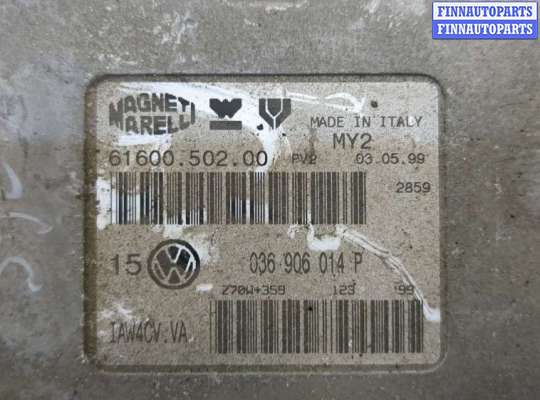 FINNAUTOPARTS
FINNAUTOPARTS
MAGNETI
MARELLI
MADE IN ITALY
MY2
61600.502.00 PV2 03.05.99
2859
15 036 906 014 P
Z70W+359 123 '99
IAW4CV.VA